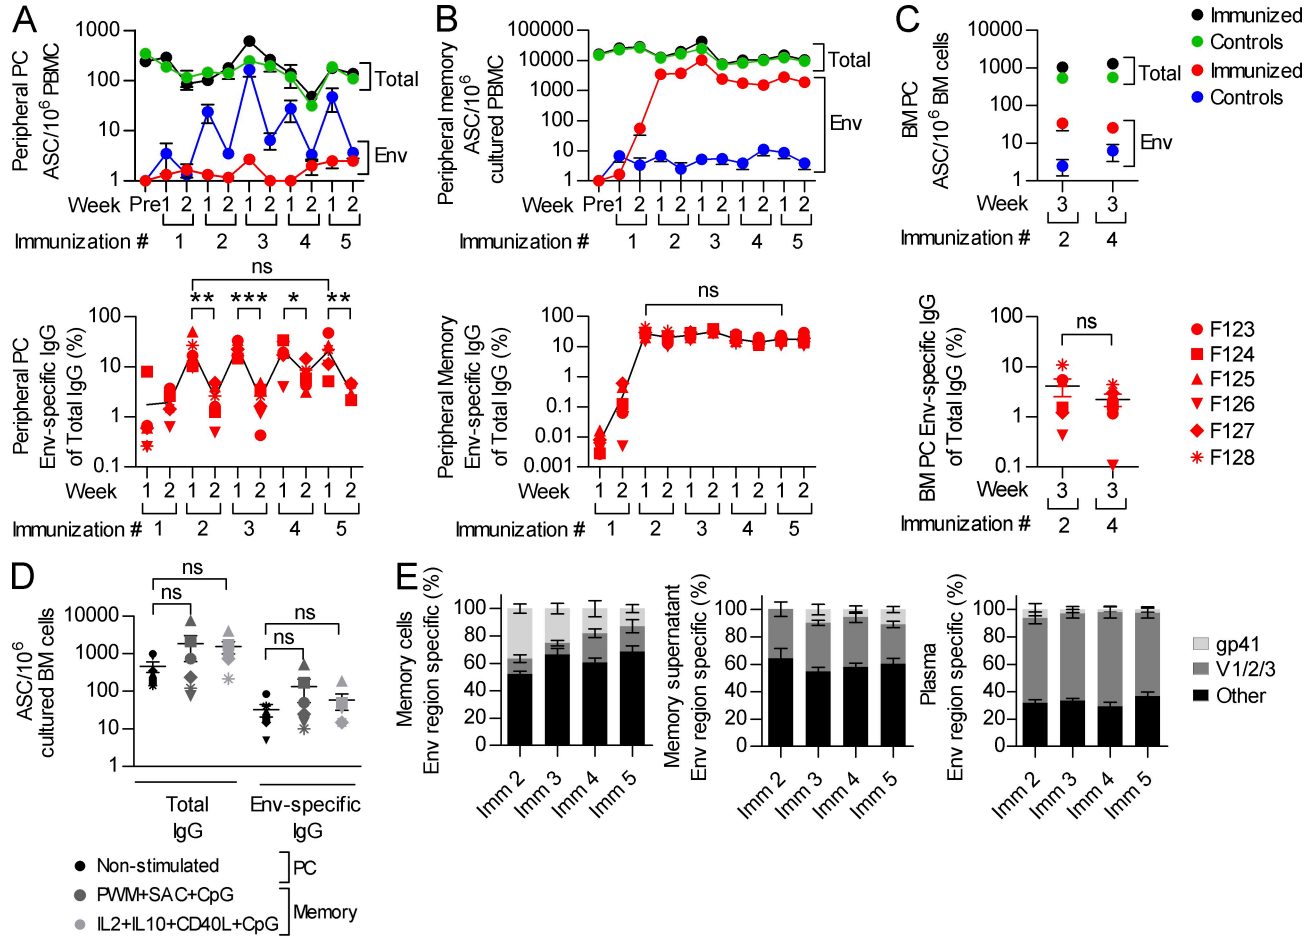 A
Peripheral PC
ASC/10⁶ PBMC
1000
100
10
1
Total
Env
Week Pre 1 2 1 2 1 2 1 2 1 2
Immunization # 1 2 3 4 5
B
Peripheral memory
ASC/10⁶
cultured PBMC
100000
10000
1000
100
10
1
Total
Env
Week Pre 1 2 1 2 1 2 1 2 1 2
Immunization # 1 2 3 4 5
C
BM PC
ASC/10⁶ BM cells
10000
1000
100
10
1
Total
Env
Week 3 3
Immunization # 2 4
Immunized
Controls
Immunized
Controls
Peripheral PC
Env-specific IgG
of Total IgG (%)
100
10
1
0.1
ns
** *** * **
Week 1 2 1 2 1 2 1 2 1 2
Immunization # 1 2 3 4 5
Peripheral Memory
Env-specific IgG
of Total IgG (%)
100
10
1
0.1
0.01
0.001
ns
Week 1 2 1 2 1 2 1 2 1 2
Immunization # 1 2 3 4 5
BM PC Env-specific IgG
of Total IgG (%)
100
10
1
0.1
ns
Week 3 3
Immunization # 2 4
F123
F124
F125
F126
F127
F128
D
ASC/10⁶
cultured BM cells
10000
1000
100
10
1
ns
ns
ns
ns
Total
IgG
Env-specific
IgG
Non-stimulated
PC
PWM+SAC+CpG
IL2+IL10+CD40L+CpG
Memory
E
Memory cells
Env region specific (%)
100
80
60
40
20
0
Imm 2
Imm 3
Imm 4
Imm 5
Memory supernatant
Env region specific (%)
100
80
60
40
20
0
Imm 2
Imm 3
Imm 4
Imm 5
Plasma
Env region specific (%)
100
80
60
40
20
0
Imm 2
Imm 3
Imm 4
Imm 5
gp41
V1/2/3
Other